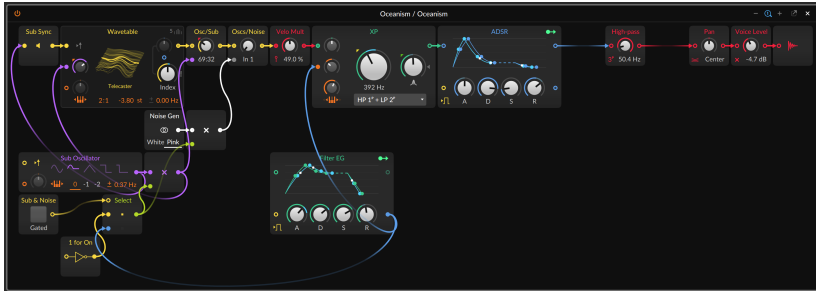 Oceanism / Oceanism
Sub Sync
Wavetable
Osc/Sub
Oscs/Noise
Velo Mult
XP
ADSR
High-pass
Pan
Voice Level
Telecaster
Index
2:1 -3.80 st ± 0.00 Hz
69:32
In 1
49.0 %
392 Hz
HP 1° + LP 2°
A D S R
50.4 Hz
Center
-4.7 dB
Noise Gen
White Pink
Sub Oscillator
0 -1 -2 ± 0.37 Hz
Filter EG
A D S R
Sub & Noise
Gated
Select
1 for On